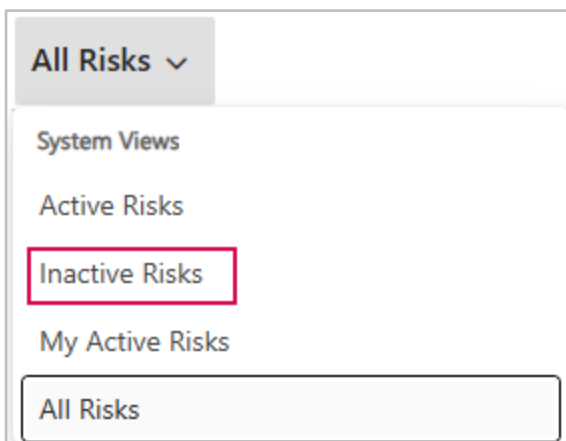 All Risks
System Views
Active Risks
Inactive Risks
My Active Risks
All Risks